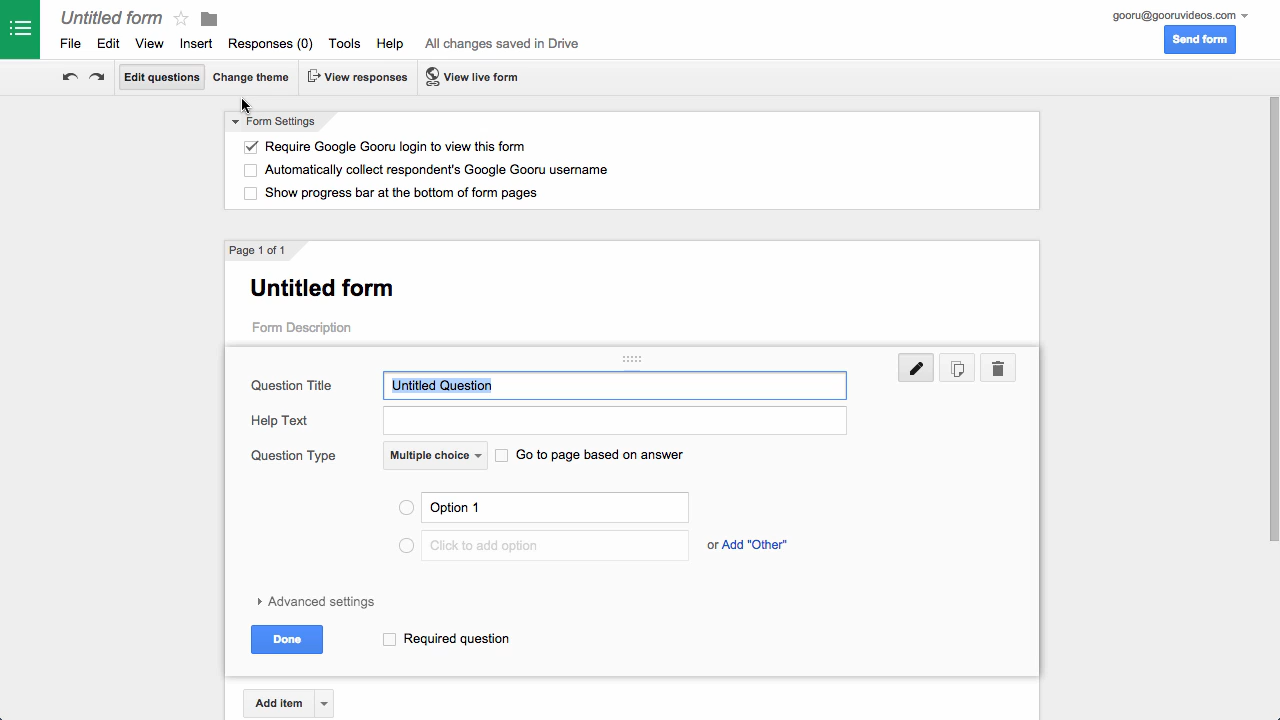 Untitled form
gooru@gooruvideos.com
File Edit View Insert Responses (0) Tools Help All changes saved in Drive
Send form
Edit questions Change theme View responses View live form
Form Settings
Require Google Gooru login to view this form
Automatically collect respondent's Google Gooru username
Show progress bar at the bottom of form pages
Page 1 of 1
Untitled form
Form Description
Question Title Untitled Question
Help Text
Question Type Multiple choice Go to page based on answer
Option 1
Click to add option or Add "Other"
Advanced settings
Done Required question
Add item